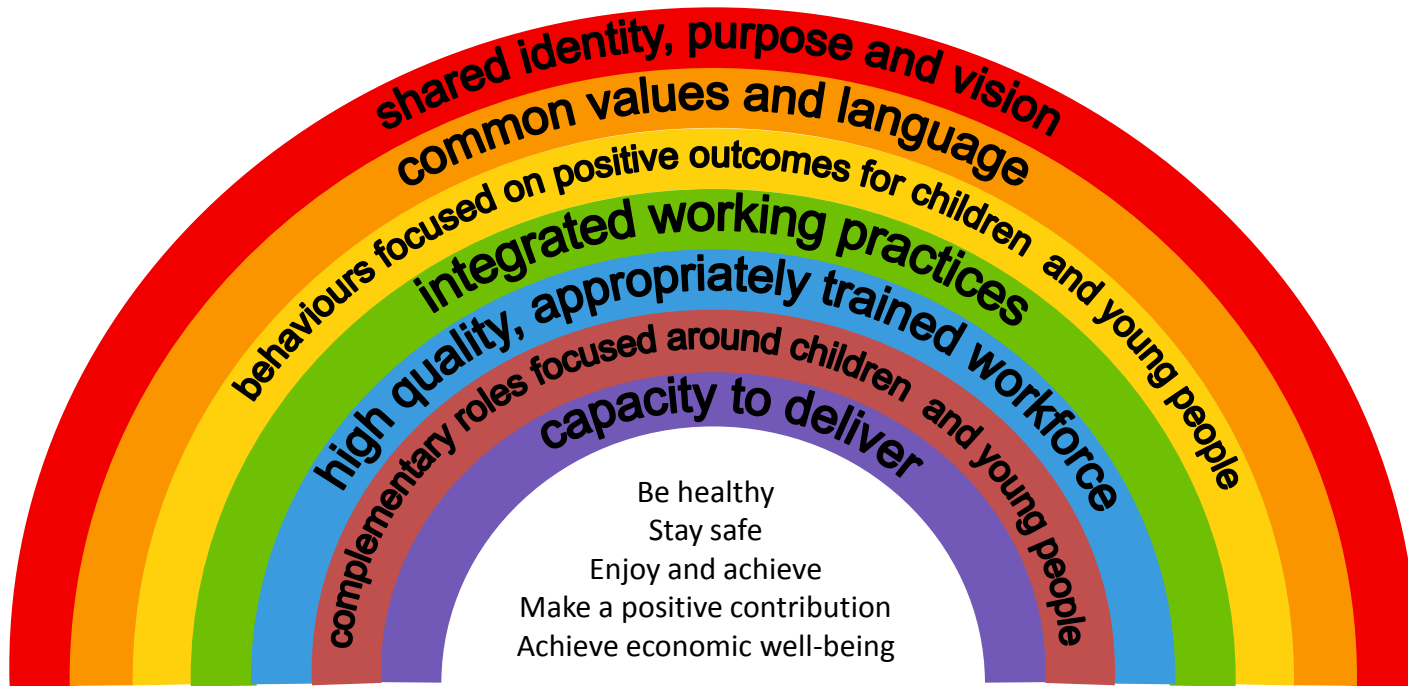 shared identity, purpose and vision
common values and language
behaviours focused on positive outcomes for children and young people
integrated working practices
high quality, appropriately trained workforce
complementary roles focused around children and young people
capacity to deliver
Be healthy
Stay safe
Enjoy and achieve
Make a positive contribution
Achieve economic well-being